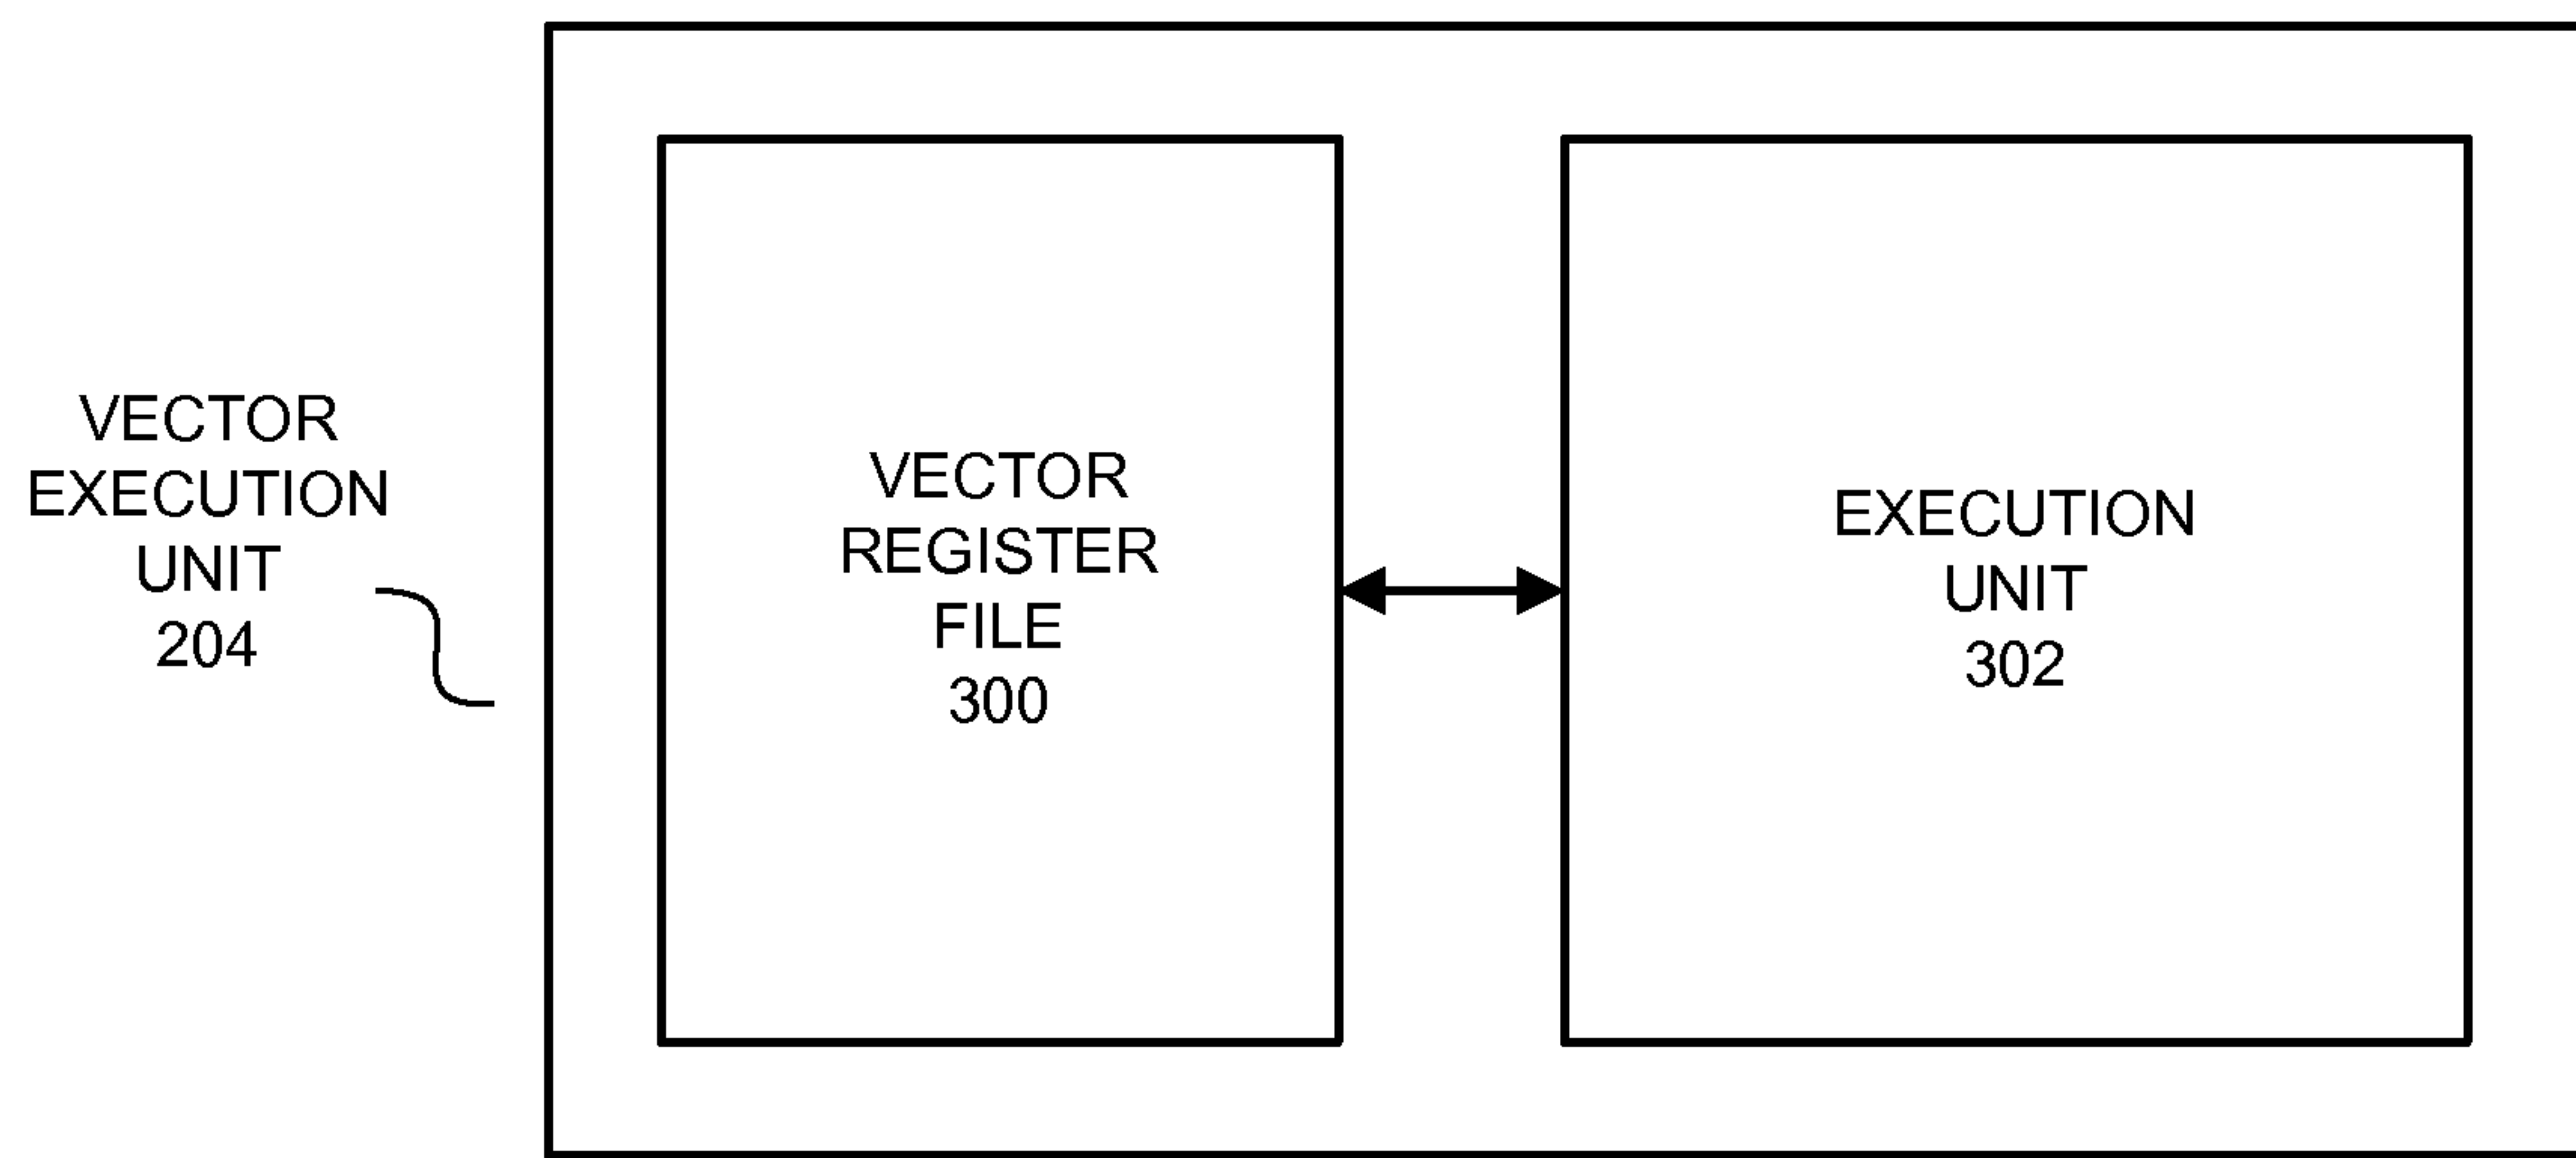 VECTOR
EXECUTION
UNIT
204
VECTOR
REGISTER
FILE
300
EXECUTION
UNIT
302